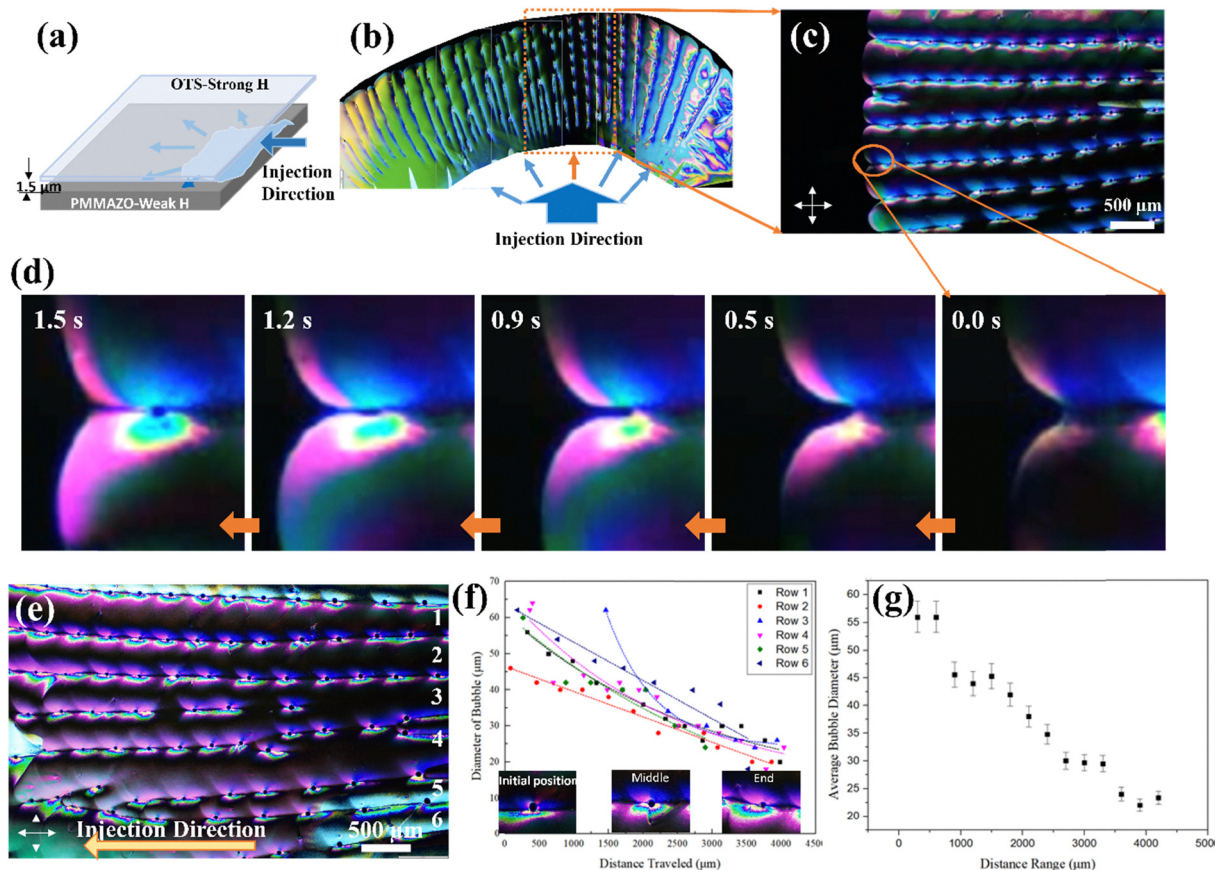 (a)
OTS-Strong H
Injection
Direction
1.5 μm
PMMAZO-Weak H
(b)
Injection Direction
(c)
500 μm
(d)
1.5 s
1.2 s
0.9 s
0.5 s
0.0 s
(e)
1
2
3
4
5
6
Injection Direction
500 μm
(f)
70
60
50
40
30
20
10
0
Diameter of Bubble (μm)
Row 1
Row 2
Row 3
Row 4
Row 5
Row 6
Initial position
Middle
End
0 500 1000 1500 2000 2500 3000 3500 4000 450
Distance Traveled (μm)
(g)
60
55
50
45
40
35
30
25
20
Average Bubble Diameter (μm)
0 1000 2000 3000 4000 5000
Distance Range (μm)